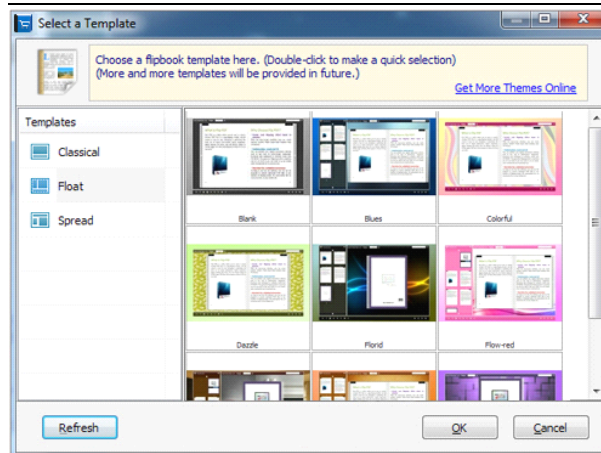 Select a Template
Choose a flipbook template here. (Double-click to make a quick selection)
(More and more templates will be provided in future.)
Get More Themes Online
Templates
Classical
Float
Spread
Blank
Blues
Colorful
Dazzle
Florid
Flow-red
Refresh
OK
Cancel